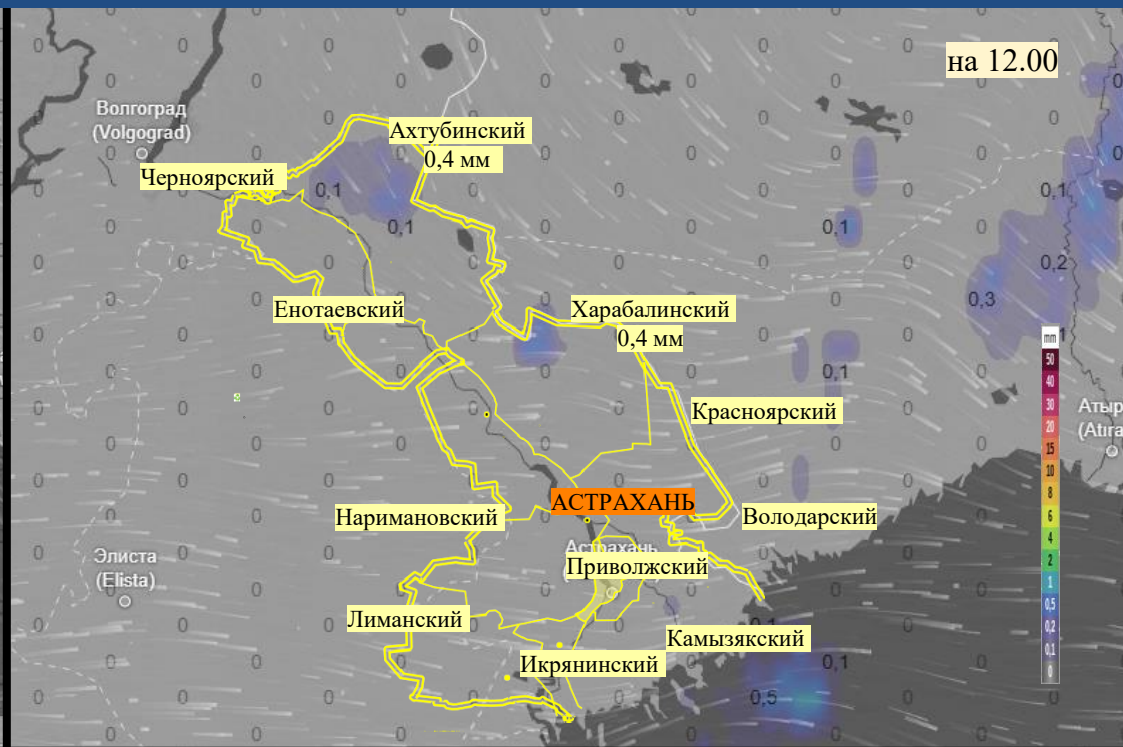 на 12.00
Волгоград
(Volgograd)
Ахтубинский
0,4 мм
Черноярский
0,1
0,1
0,1
0,1
0,2
0,3
Енотаевский
Харабалинский
0,4 мм
mm
50
40
30
20
15
10
8
6
4
2
1
0,5
0,2
0,1
0
0,1
Красноярский
АСТРАХАНЬ
Нариманoвский
Володарский
Элиста
(Elista)
Астрахань
Приволжский
Лиманский
Камызякский
Икрянинский
0,1
0,5